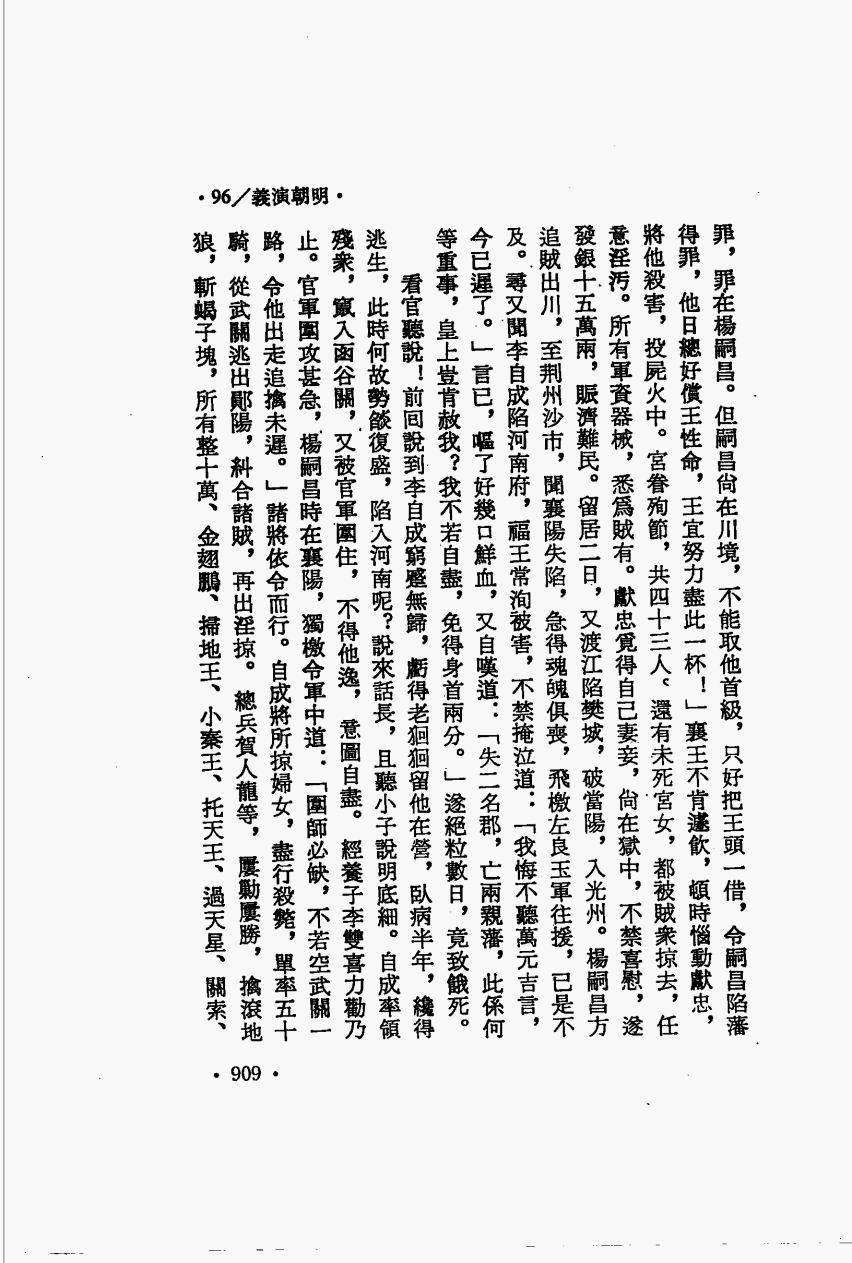 ·96/義演朝明·
罪，罪在楊嗣昌。但嗣昌尙在川境，不能取他首級，只好把王頭一借，令嗣昌陷藩
得罪，他日總好償王性命，王宜努力盡此一杯！」襄王不肯遽飲，頓時惱動獻忠，
將他殺害，投屍火中。宮眷殉節，共四十三人。還有未死宮女，都被賊衆掠去，任
意淫汚。所有軍資器械，悉爲賊有。獻忠覓得自己妻妾，尙在獄中，不禁喜慰，遂
發銀十五萬兩，賑濟難民。留居二日，又渡江陷樊城，破當陽，入光州。楊嗣昌方
追賊出川，至荆州沙市，聞襄陽失陷，急得魂魄俱喪，飛檄左良玉軍往援，已是不
及。尋又聞李自成陷河南府，福王常洵被害，不禁掩泣道：「我悔不聽萬元吉言，
今已遲了。」言已，嘔了好幾口鮮血，又自嘆道：「失二名郡，亡兩親藩，此係何
等重事，皇上豈肯赦我？我不若自盡，免得身首兩分。」遂絕粒數日，竟致餓死。
看官聽說！前回說到李自成窮蹙無歸，虧得老㹛㹛留他在營，臥病半年，纔得
逃生，此時何故勢燄復盛，陷入河南呢？說來話長，且聽小子說明底細。自成率領
殘衆，竄入函谷關，又被官軍圍住，不得他逸，意圖自盡。經養子李雙喜力勸乃
止。官軍圍攻甚急，楊嗣昌時在襄陽，獨檄令軍中道：「圍師必缺，不若空武關一
路，令他出走追擒未遲。」諸將依令而行。自成將所掠婦女，盡行殺斃，單率五十
騎，從武關逃出鄖陽，糾合諸賊，再出淫掠。總兵賀人龍等，屢勦屢勝，擒滾地
狼，斬蝎子塊，所有整十萬、金翅鵬、掃地王、小秦王、托天王、過天星、關索、
·909·